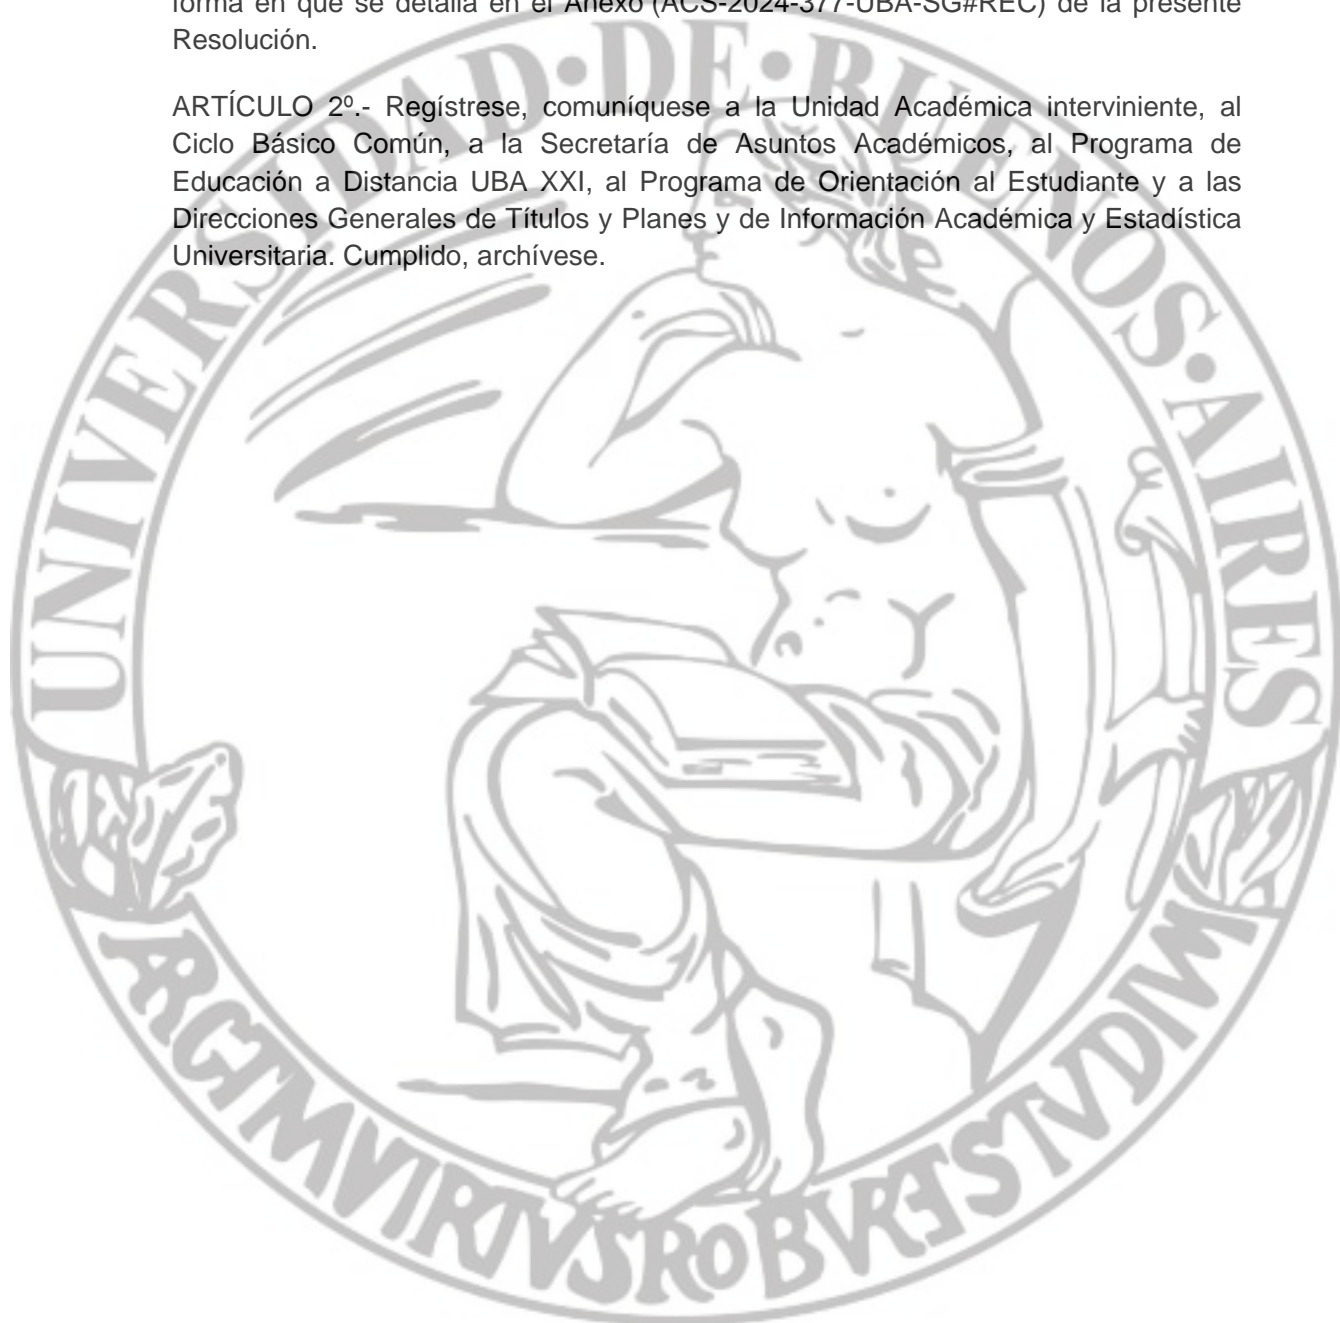 forma en que se detalla en el Anexo (ACS-2024-377-UBA-SG#REC) de la presente
Resolución.
ARTÍCULO 2º.- Regístrese, comuníquese a la Unidad Académica interviniente, al
Ciclo Básico Común, a la Secretaría de Asuntos Académicos, al Programa de
Educación a Distancia UBA XXI, al Programa de Orientación al Estudiante y a las
Direcciones Generales de Títulos y Planes y de Información Académica y Estadística
Universitaria. Cumplido, archívese.
UNIVERSIDAD•DE•BUENOS•AIRES
ARGTMVIRTVSROBVRETSTVDIVM